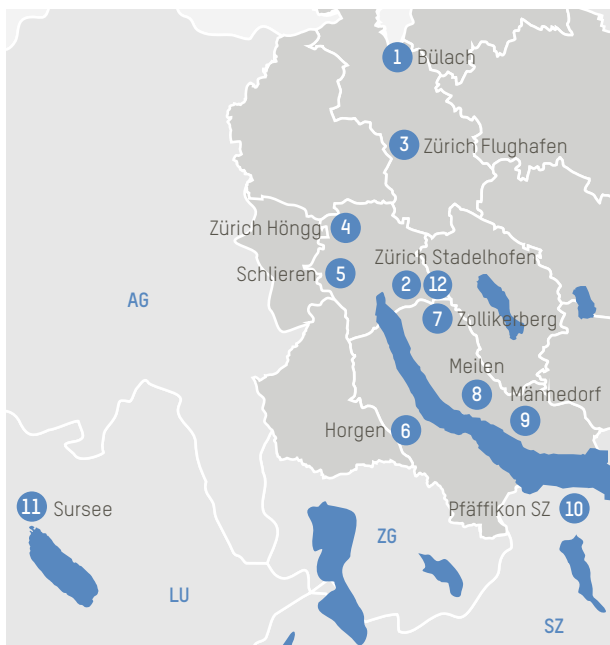 1 Bülach
3 Zürich Flughafen
Zürich Höngg 4
Zürich Stadelhofen
Schlieren 5
2 12
AG
7 Zollikerberg
Meilen
8
Männedorf
9
Horgen 6
11 Sursee
Pfäffikon SZ 10
ZG
LU
SZ